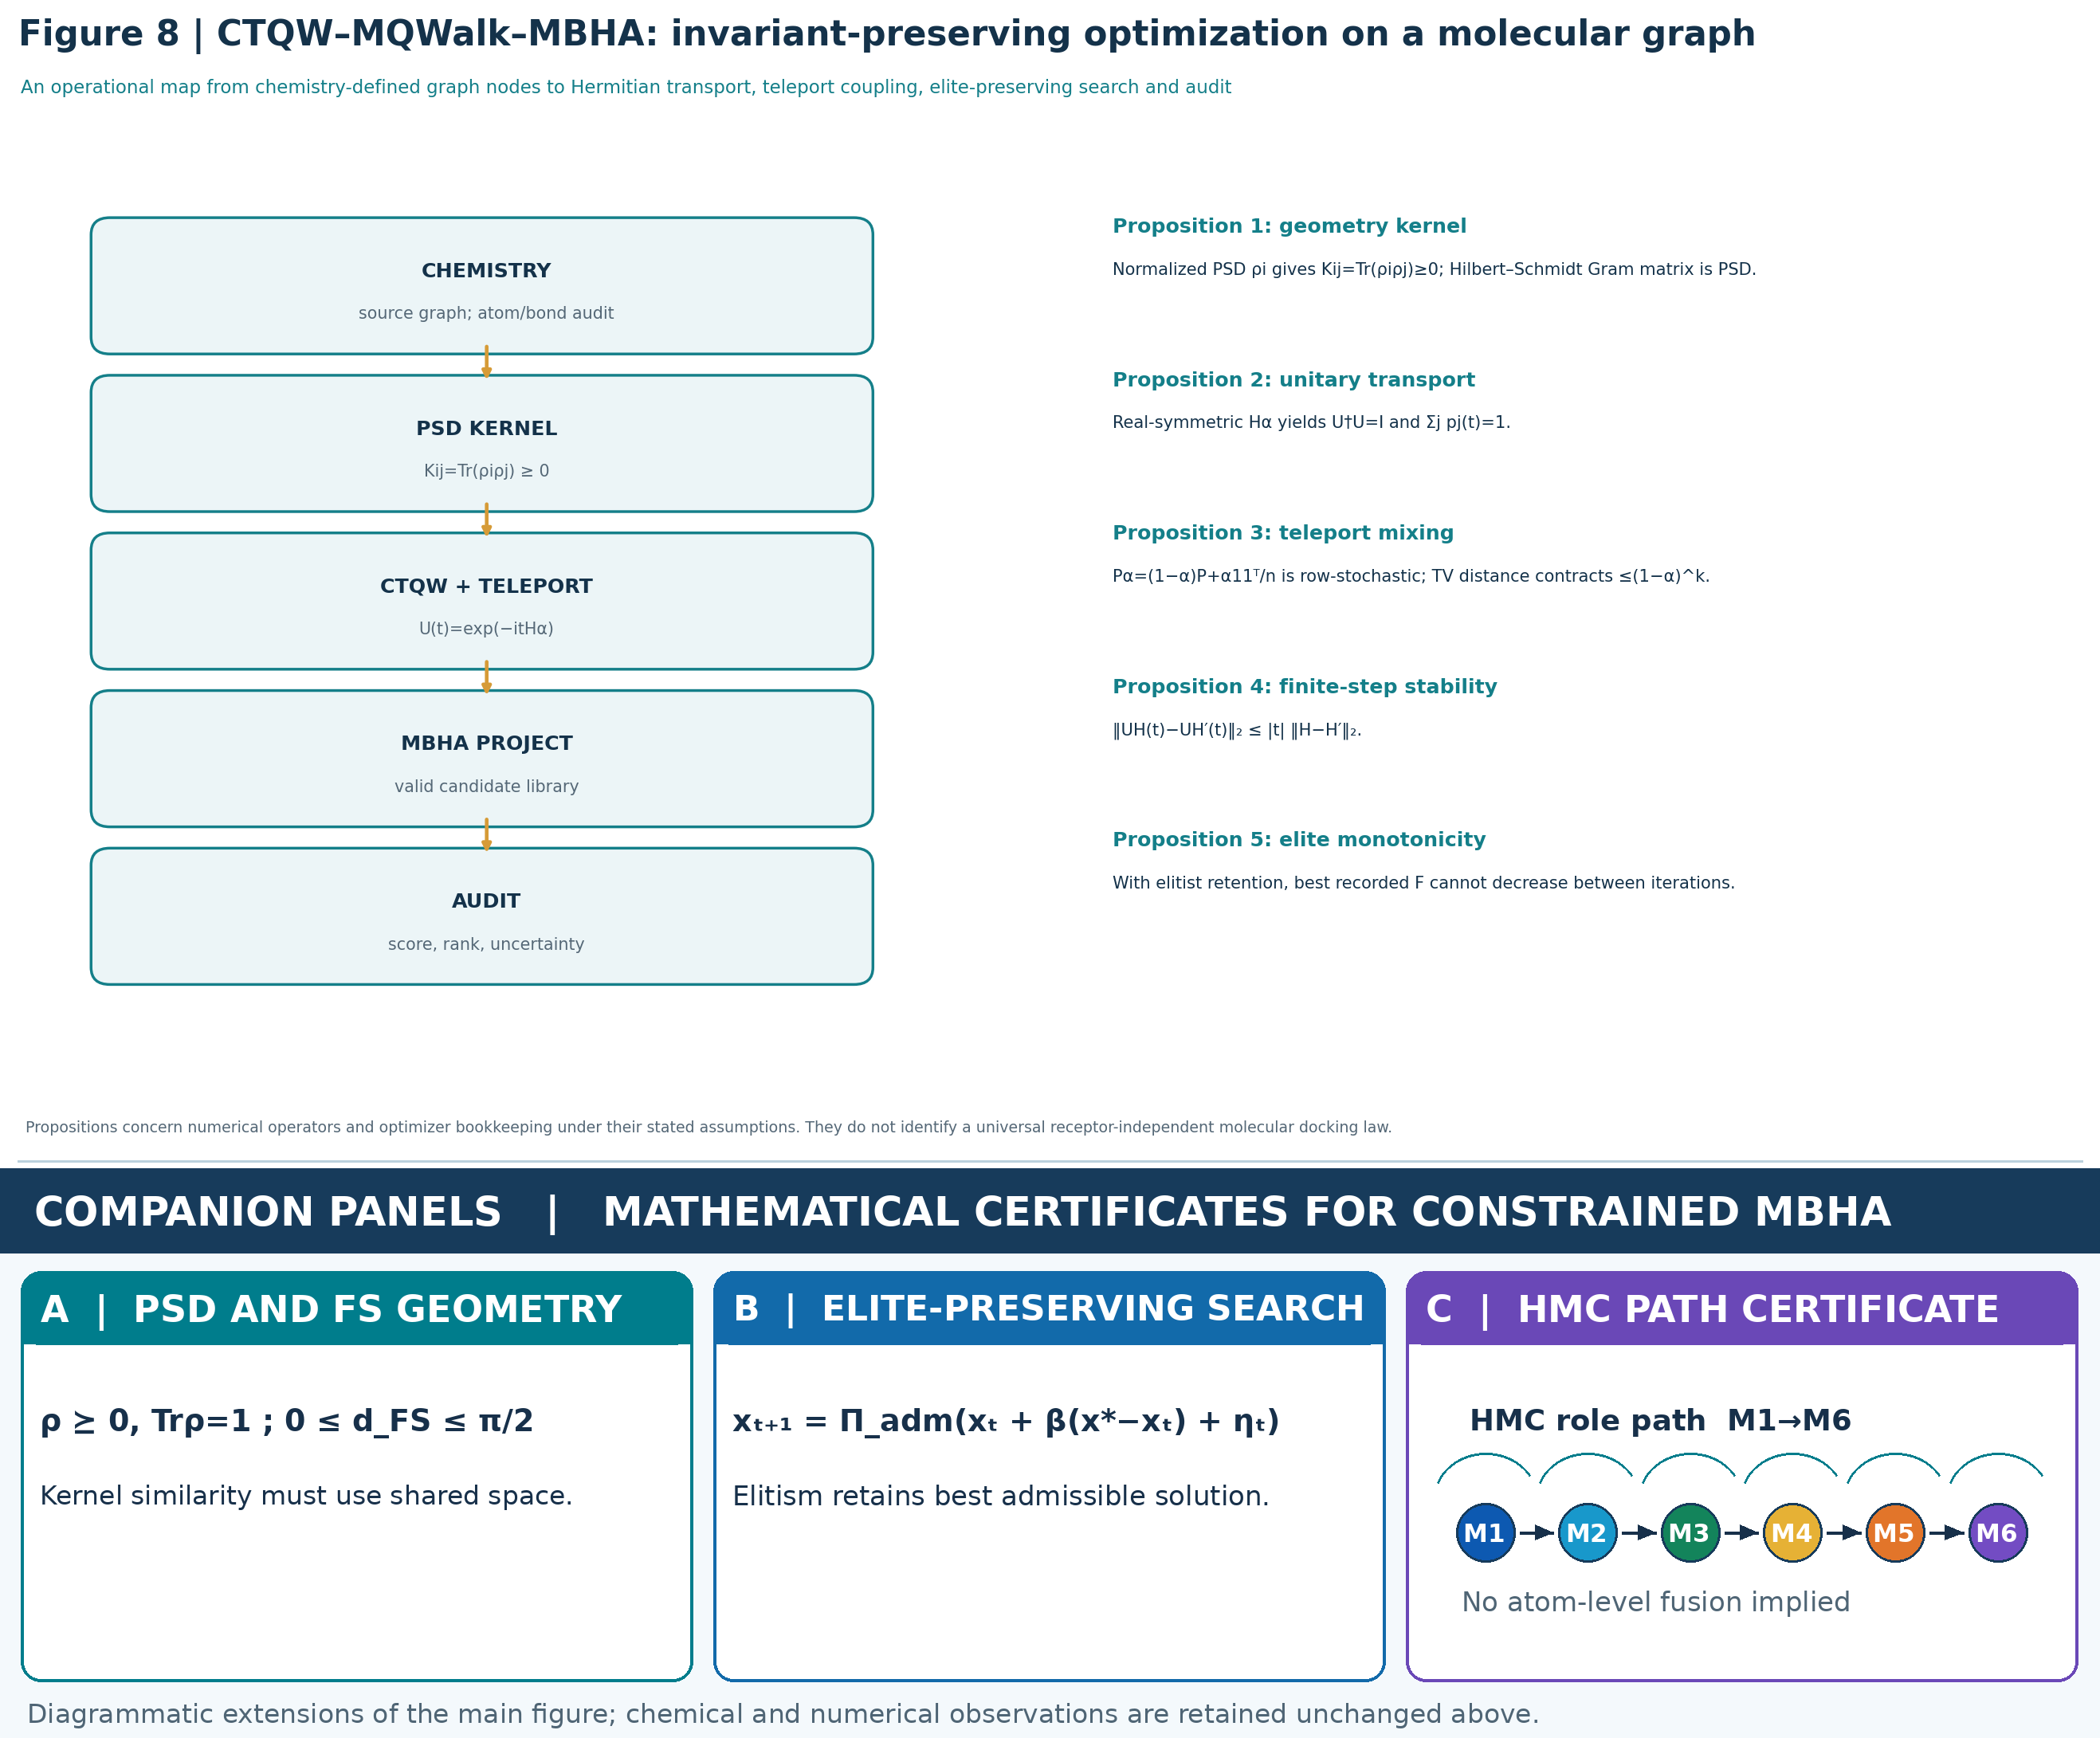 Figure 8 | CTQW–MQWalk–MBHA: invariant-preserving optimization on a molecular graph
An operational map from chemistry-defined graph nodes to Hermitian transport, teleport coupling, elite-preserving search and audit
CHEMISTRY
source graph; atom/bond audit
PSD KERNEL
Kij=Tr(ρiρj) ≥ 0
CTQW + TELEPORT
U(t)=exp(−itHα)
MBHA PROJECT
valid candidate library
AUDIT
score, rank, uncertainty
Proposition 1: geometry kernel
Normalized PSD ρi gives Kij=Tr(ρiρj)≥0; Hilbert–Schmidt Gram matrix is PSD.
Proposition 2: unitary transport
Real-symmetric Hα yields U†U=I and Σj pj(t)=1.
Proposition 3: teleport mixing
Pα=(1−α)P+α11ᵀ/n is row-stochastic; TV distance contracts ≤(1−α)^k.
Proposition 4: finite-step stability
‖UH(t)−UH′(t)‖₂ ≤ |t| ‖H−H′‖₂.
Proposition 5: elite monotonicity
With elitist retention, best recorded F cannot decrease between iterations.
Propositions concern numerical operators and optimizer bookkeeping under their stated assumptions. They do not identify a universal receptor-independent molecular docking law.
COMPANION PANELS | MATHEMATICAL CERTIFICATES FOR CONSTRAINED MBHA
A | PSD AND FS GEOMETRY
ρ ⪰ 0, Trρ=1 ; 0 ≤ d_FS ≤ π/2
Kernel similarity must use shared space.
B | ELITE-PRESERVING SEARCH
xₜ₊₁ = Π_adm(xₜ + β(x*−xₜ) + ηₜ)
Elitism retains best admissible solution.
C | HMC PATH CERTIFICATE
HMC role path M1→M6
M1 M2 M3 M4 M5 M6
No atom-level fusion implied
Diagrammatic extensions of the main figure; chemical and numerical observations are retained unchanged above.